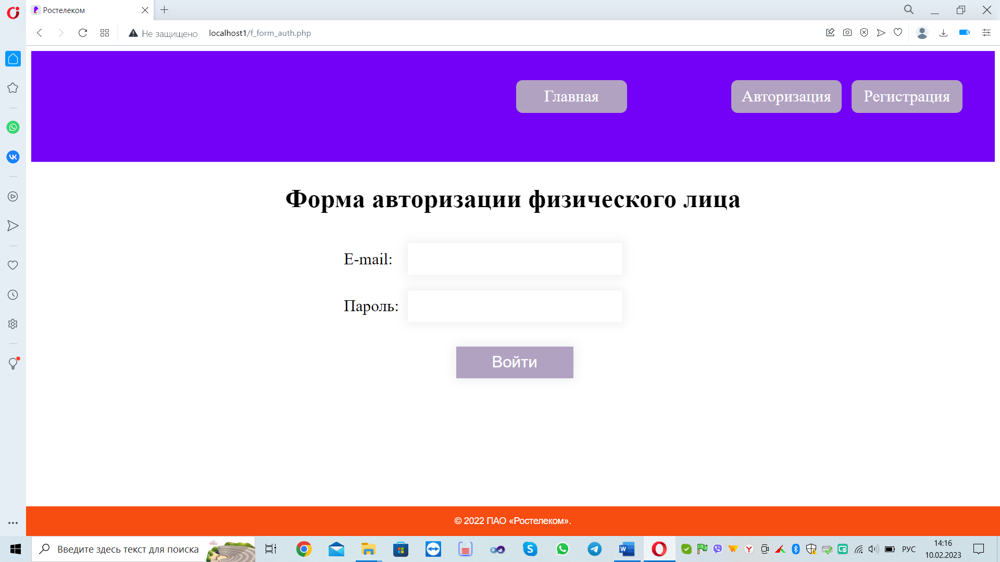 Ростелеком
Не защищено
localhost1/f_form_auth.php
Главная
Авторизация
Регистрация
Форма авторизации физического лица
E-mail:
Пароль:
Войти
© 2022 ПАО «Ростелеком».
Введите здесь текст для поиска
РУС
14:16
10.02.2023